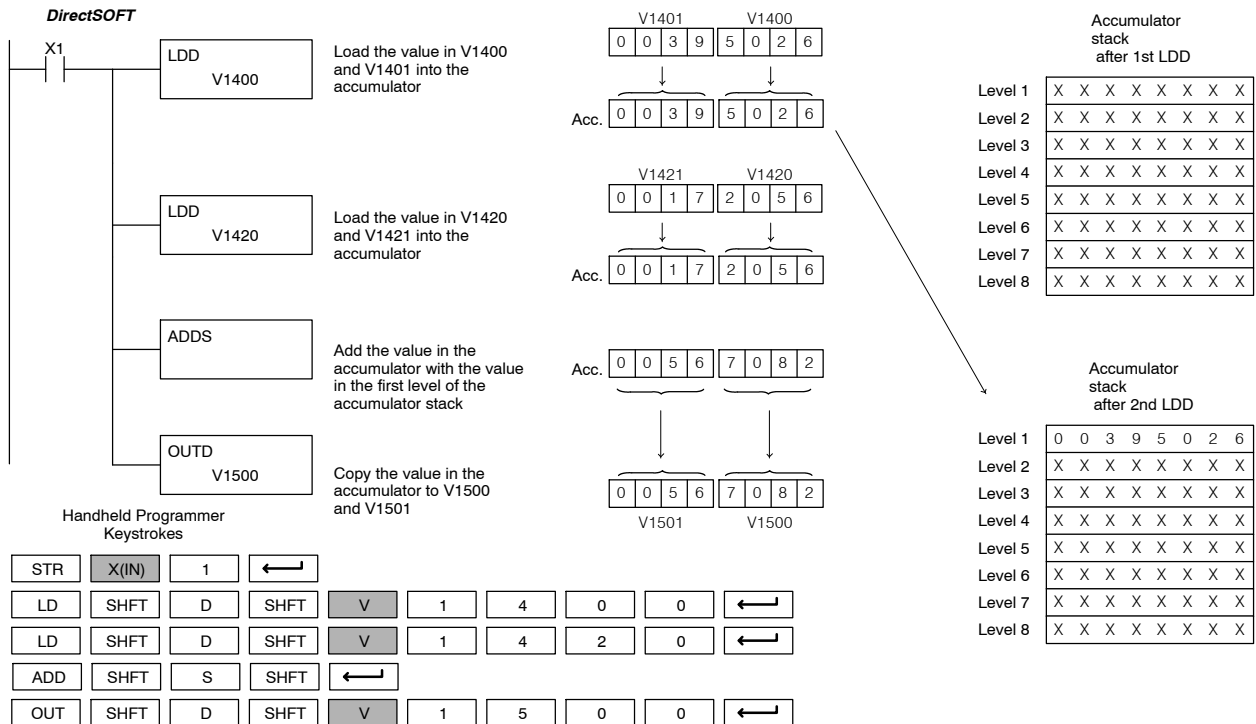 DirectSOFT
X1
LDD
V1400
Load the value in V1400
and V1401 into the
accumulator
V1401 V1400
0 0 3 9 5 0 2 6
Acc. 0 0 3 9 5 0 2 6
LDD
V1420
Load the value in V1420
and V1421 into the
accumulator
V1421 V1420
0 0 1 7 2 0 5 6
Acc. 0 0 1 7 2 0 5 6
ADDS
Add the value in the
accumulator with the value
in the first level of the
accumulator stack
Acc. 0 0 5 6 7 0 8 2
OUTD
V1500
Copy the value in the
accumulator to V1500
and V1501
0 0 5 6 7 0 8 2
V1501 V1500
Accumulator
stack
after 1st LDD
Level 1 X X X X X X X X
Level 2 X X X X X X X X
Level 3 X X X X X X X X
Level 4 X X X X X X X X
Level 5 X X X X X X X X
Level 6 X X X X X X X X
Level 7 X X X X X X X X
Level 8 X X X X X X X X
Accumulator
stack
after 2nd LDD
Level 1 0 0 3 9 5 0 2 6
Level 2 X X X X X X X X
Level 3 X X X X X X X X
Level 4 X X X X X X X X
Level 5 X X X X X X X X
Level 6 X X X X X X X X
Level 7 X X X X X X X X
Level 8 X X X X X X X X
Handheld Programmer
Keystrokes
STR X(IN) 1
LD SHFT D SHFT V 1 4 0 0
LD SHFT D SHFT V 1 4 2 0
ADD SHFT S SHFT
OUT SHFT D SHFT V 1 5 0 0